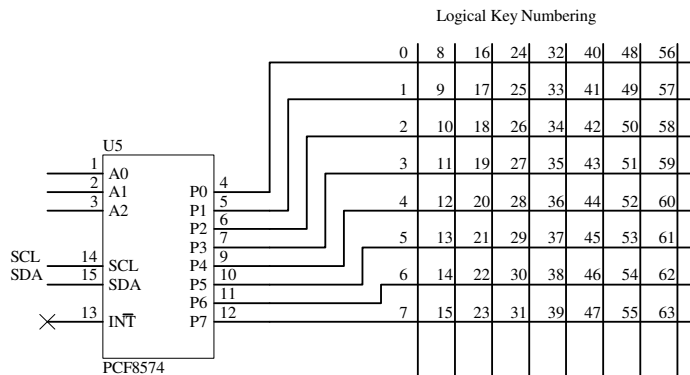 Logical Key Numbering
0 8 16 24 32 40 48 56
1 9 17 25 33 41 49 57
2 10 18 26 34 42 50 58
3 11 19 27 35 43 51 59
4 12 20 28 36 44 52 60
5 13 21 29 37 45 53 61
6 14 22 30 38 46 54 62
7 15 23 31 39 47 55 63
U5
1 A0 P0 4
2 A1 P1 5
3 A2 P2 6
P3 7
SCL 14 SCL P4 9
SDA 15 SDA P5 10
P6 11
13 INT P7 12
PCF8574